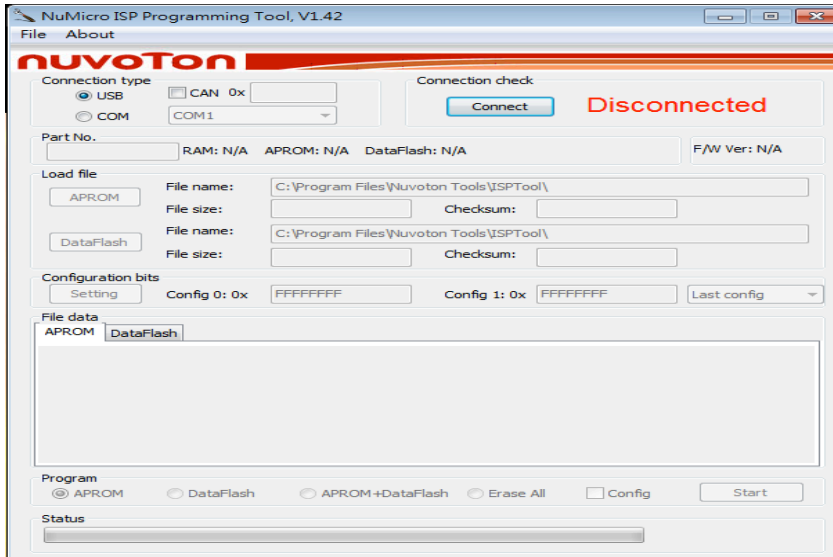 NuMicro ISP Programming Tool, V1.42
File About
nuvoTon
Connection type
USB CAN 0x
COM COM1
Connection check
Connect Disconnected
Part No.
RAM: N/A APROM: N/A DataFlash: N/A F/W Ver: N/A
Load file
APROM
File name: C:\Program Files\Nuvoton Tools\ISPTool\
File size: Checksum:
DataFlash
File name: C:\Program Files\Nuvoton Tools\ISPTool\
File size: Checksum:
Configuration bits
Setting Config 0: 0x FFFFFFFF Config 1: 0x FFFFFFFF Last config
File data
APROM DataFlash
Program
APROM DataFlash APROM+DataFlash Erase All Config Start
Status